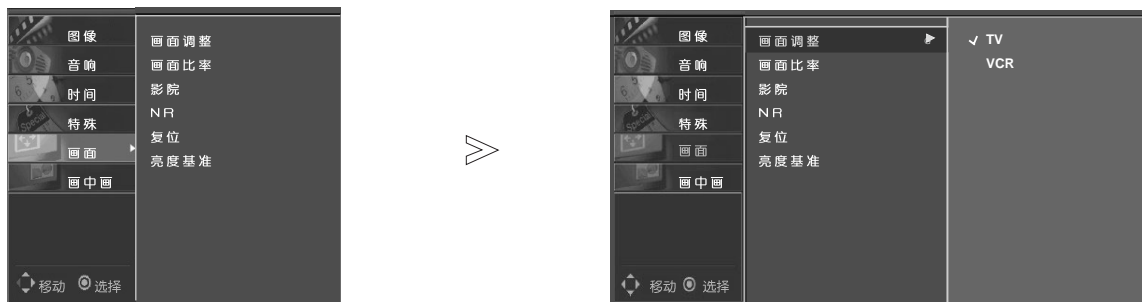 图像
音响
时间
特殊
画面
画中画
移动 选择
画面调整
画面比率
影院
NR
复位
亮度基准
图像
音响
时间
特殊
画面
画中画
移动 选择
画面调整
画面比率
影院
NR
复位
亮度基准
TV
VCR